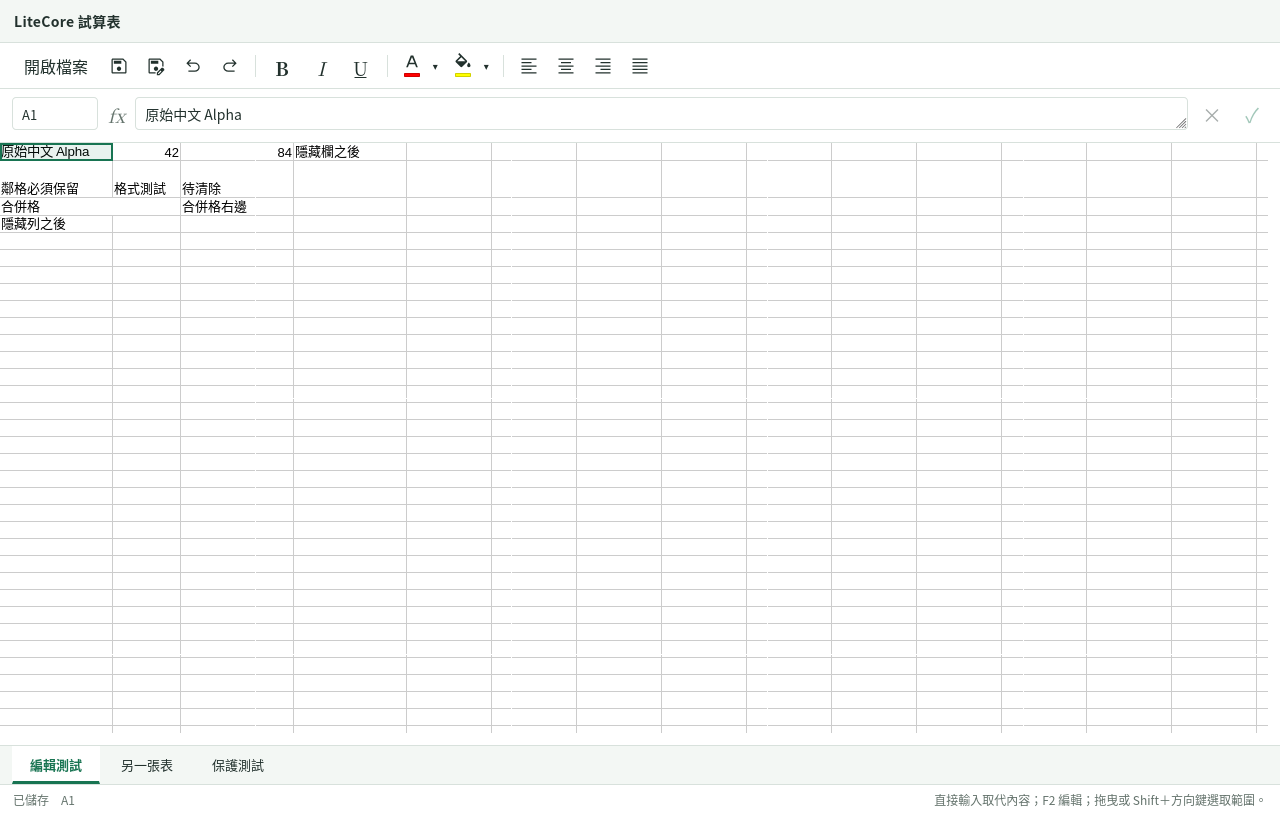 LiteCore 試算表
開啟檔案 B I U A ▾ ▾
A1 fx 原始中文 Alpha
原始中文 Alpha 42 84 隱藏欄之後
鄰格必須保留 格式測試 待清除
合併格 合併格右邊
隱藏列之後
編輯測試 另一張表 保護測試
已儲存 A1 直接輸入取代內容；F2 編輯；拖曳或 Shift＋方向鍵選取範圍。